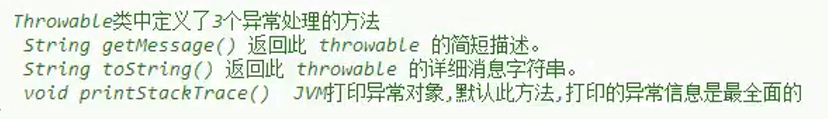 Throwable类中定义了3个异常处理的方法
String getMessage() 返回此 throwable 的简短描述。
String toString() 返回此 throwable 的详细消息字符串。
void printStackTrace() JVM打印异常对象,默认此方法,打印的异常信息是最全面的